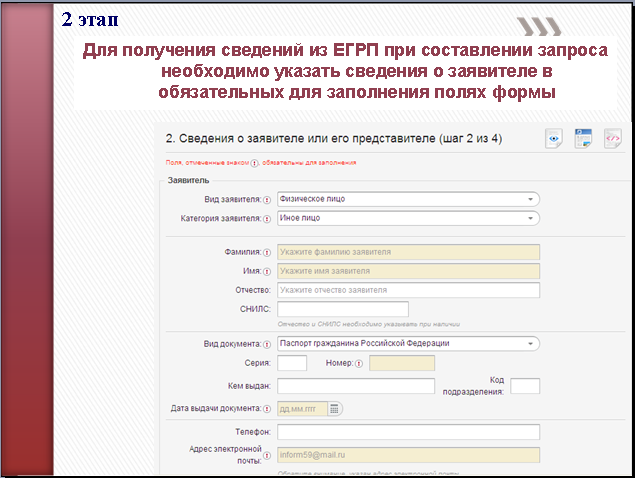 2 этап
Для получения сведений из ЕГРП при составлении запроса
необходимо указать сведения о заявителе в
обязательных для заполнения полях формы
2. Сведения о заявителе или его представителе (шаг 2 из 4)
Поля, отмеченные знаком , обязательны для заполнения
Заявитель
Вид заявителя: Физическое лицо
Категория заявителя: Иное лицо
Фамилия: Укажите фамилию заявителя
Имя: Укажите имя заявителя
Отчество: Укажите отчество заявителя
СНИЛС:
Отчество и СНИЛС необходимо указывать при наличии
Вид документа: Паспорт гражданина Российской Федерации
Серия: Номер:
Кем выдан: Код
подразделения:
Дата выдачи документа: дд.мм.гггг
Телефон:
Адрес электронной
почты: inform59@mail.ru